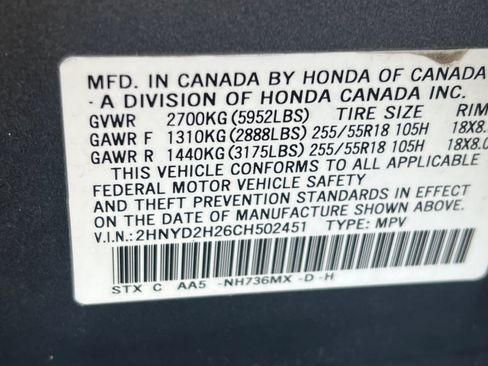 MFD. IN CANADA BY HONDA OF CANADA
- A DIVISION OF HONDA CANADA INC.
GVWR 2700KG (5952LBS) TIRE SIZE RIM
GAWR F 1310KG (2888LBS) 255/55R18 105H 18X8.0
GAWR R 1440KG (3175LBS) 255/55R18 105H 18X8.0
THIS VEHICLE CONFORMS TO ALL APPLICABLE
FEDERAL MOTOR VEHICLE SAFETY
AND THEFT PREVENTION STANDARDS IN EFFECT
ON THE DATE OF MANUFACTURE SHOWN ABOVE.
V.I.N.:2HNYD2H26CH502451 TYPE: MPV
STX C AA5 -NH736MX -D -H